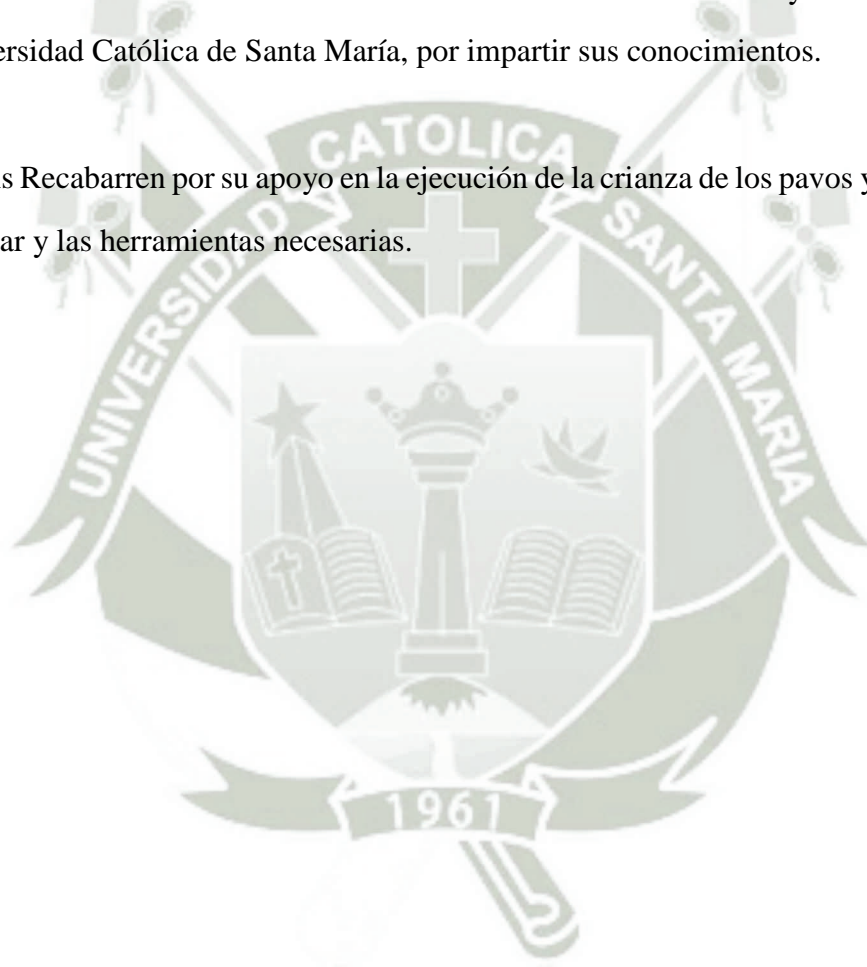 y
ersidad Católica de Santa María, por impartir sus conocimientos.
s Recabarren por su apoyo en la ejecución de la crianza de los pavos y
ar y las herramientas necesarias.
UNIVERSIDAD
CATOLICA
SANTA MARIA
1961